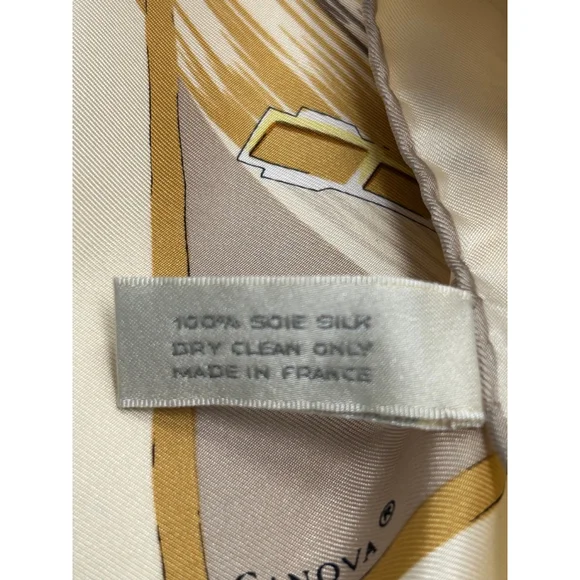 100% SOIE SILK
DRY CLEAN ONLY
MADE IN FRANCE
CANOVA ®